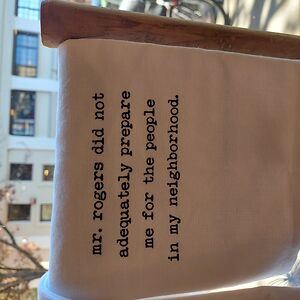 mr. rogers did not
adequately prepare
me for the people
in my neighborhood.